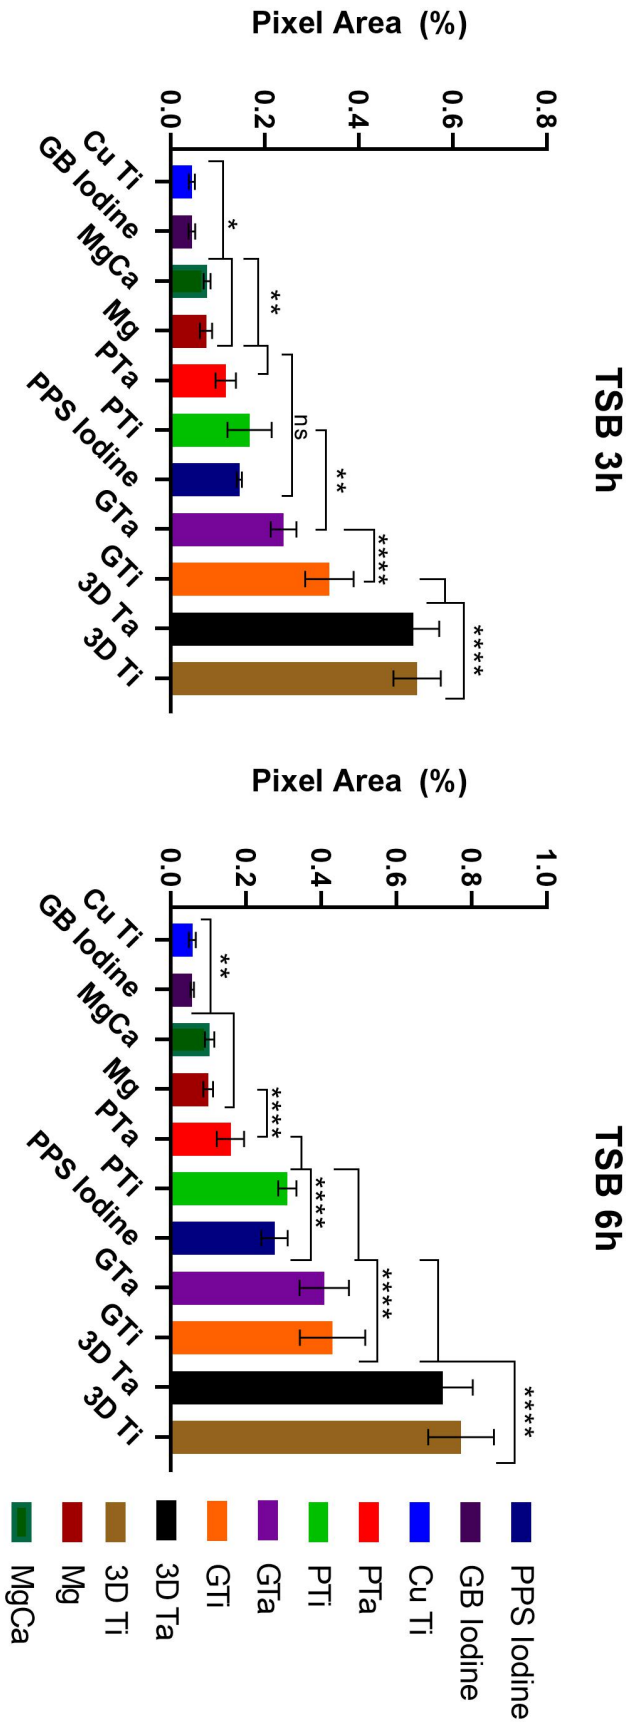 TSB 3h
Pixel Area (%)
0.8
0.6
0.4
0.2
0.0
*
**
ns
**
****
****
Cu Ti
GB Iodine
MgCa
Mg
PTa
PTi
PPS Iodine
GTa
GTi
3D Ta
3D Ti
TSB 6h
Pixel Area (%)
1.0
0.8
0.6
0.4
0.2
0.0
**
****
****
****
****
Cu Ti
GB Iodine
MgCa
Mg
PTa
PTi
PPS Iodine
GTa
GTi
3D Ta
3D Ti
PPS Iodine
GB Iodine
Cu Ti
PTa
PTi
GTa
GTi
3D Ta
3D Ti
Mg
MgCa